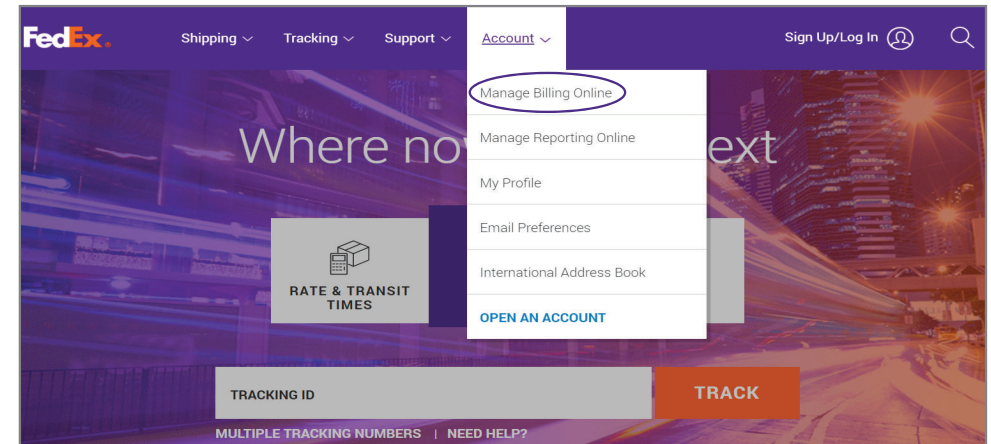 FedEx. Shipping Tracking Support Account Sign Up/Log In
Manage Billing Online
Where no ext
Manage Reporting Online
My Profile
Email Preferences
International Address Book
RATE & TRANSIT
TIMES
OPEN AN ACCOUNT
TRACKING ID TRACK
MULTIPLE TRACKING NUMBERS | NEED HELP?